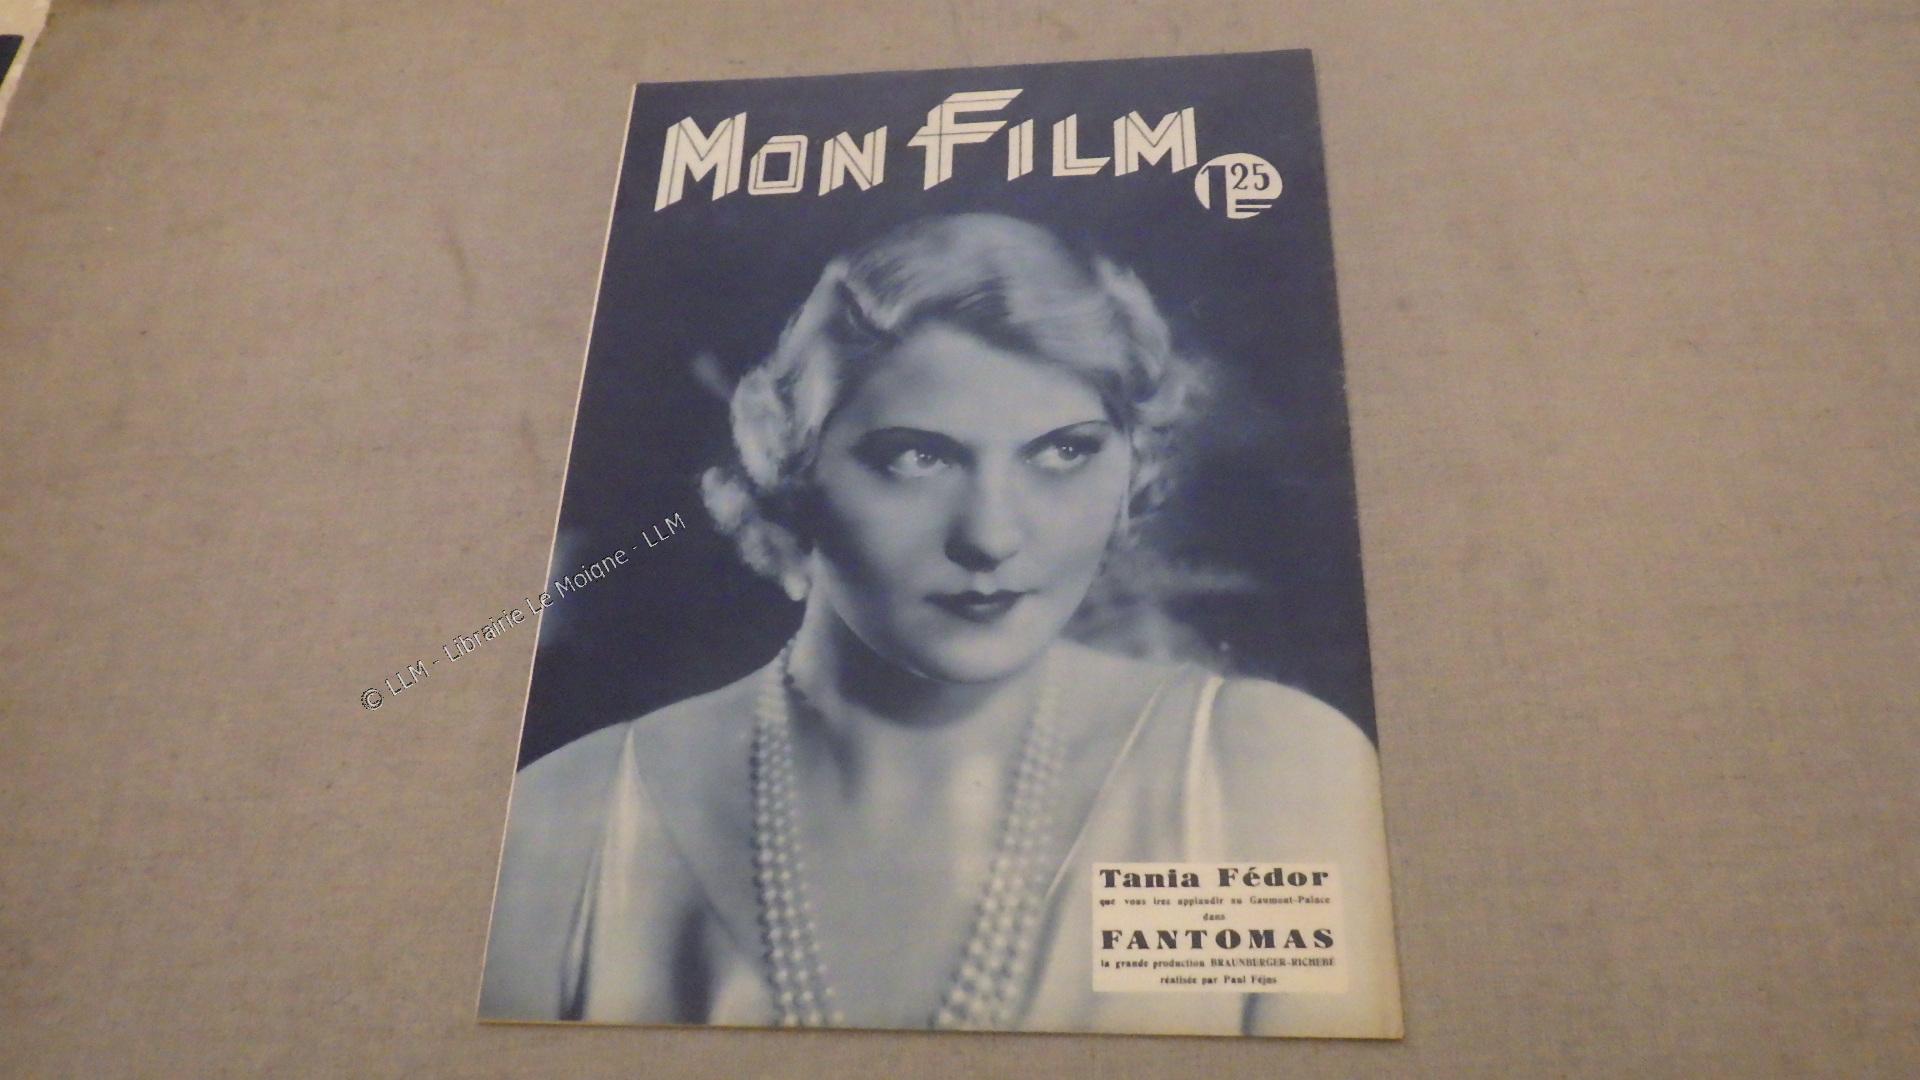 MON FILM
1F25
© LLM - Librairie Le Moigne - LLM
Tania Fédor
que vous irez applaudir au Gaumont-Palace
dans
FANTOMAS
la grande production BRAUNBERGER-RICHEBÉ
réalisée par Paul Féjos